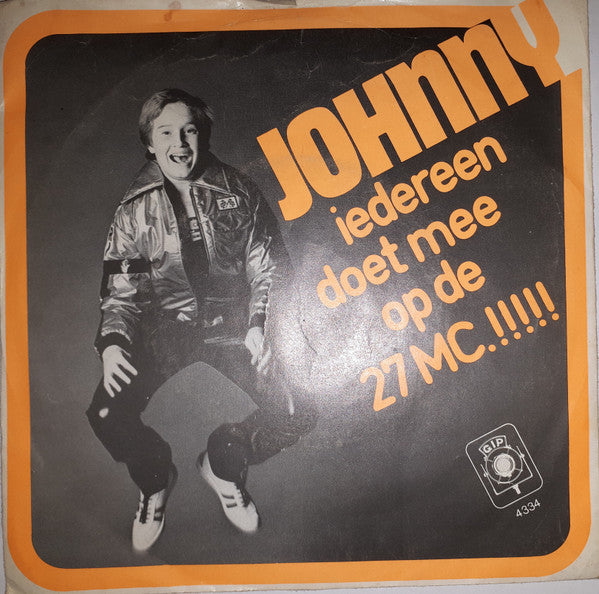 JOHNNY
iedereen
doet mee
op de
27 MC.!!!!!
GIP
4334